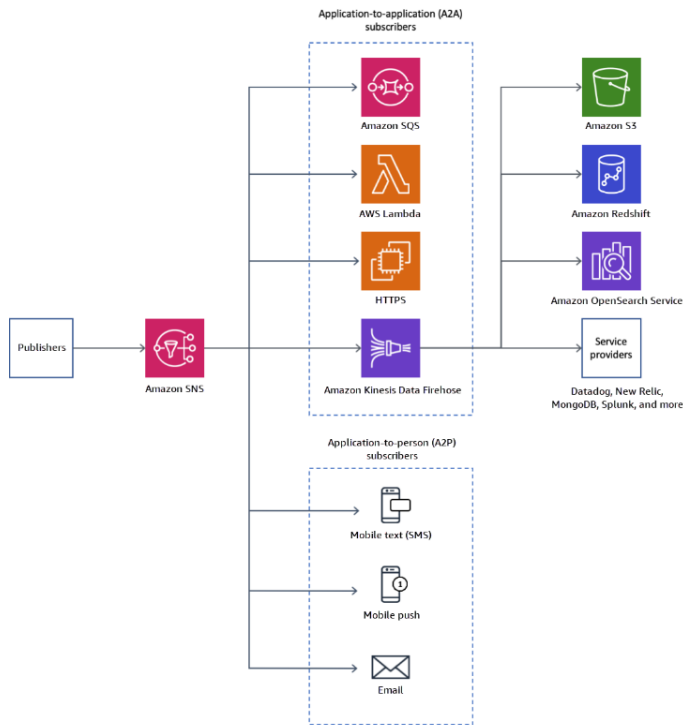 Application-to-application (A2A)
subscribers
Amazon SQS
Amazon S3
AWS Lambda
Amazon Redshift
HTTPS
Amazon OpenSearch Service
Publishers
Amazon SNS
Amazon Kinesis Data Firehose
Service
providers
Datadog, New Relic,
MongoDB, Splunk, and more
Application-to-person (A2P)
subscribers
Mobile text (SMS)
1
Mobile push
Email